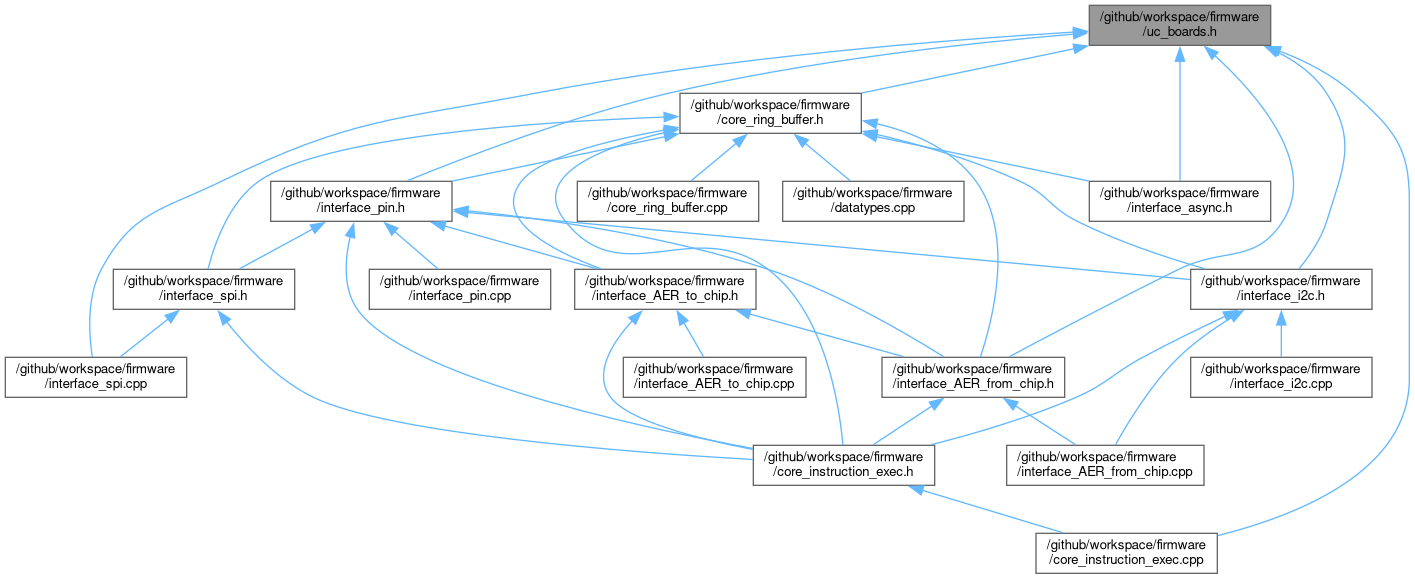 /github/workspace/firmware
/uc_boards.h
/github/workspace/firmware
/core_ring_buffer.h
/github/workspace/firmware
/interface_pin.h
/github/workspace/firmware
/core_ring_buffer.cpp
/github/workspace/firmware
/datatypes.cpp
/github/workspace/firmware
/interface_async.h
/github/workspace/firmware
/interface_spi.h
/github/workspace/firmware
/interface_pin.cpp
/github/workspace/firmware
/interface_AER_to_chip.h
/github/workspace/firmware
/interface_i2c.h
/github/workspace/firmware
/interface_spi.cpp
/github/workspace/firmware
/interface_AER_to_chip.cpp
/github/workspace/firmware
/interface_AER_from_chip.h
/github/workspace/firmware
/interface_i2c.cpp
/github/workspace/firmware
/core_instruction_exec.h
/github/workspace/firmware
/interface_AER_from_chip.cpp
/github/workspace/firmware
/core_instruction_exec.cpp